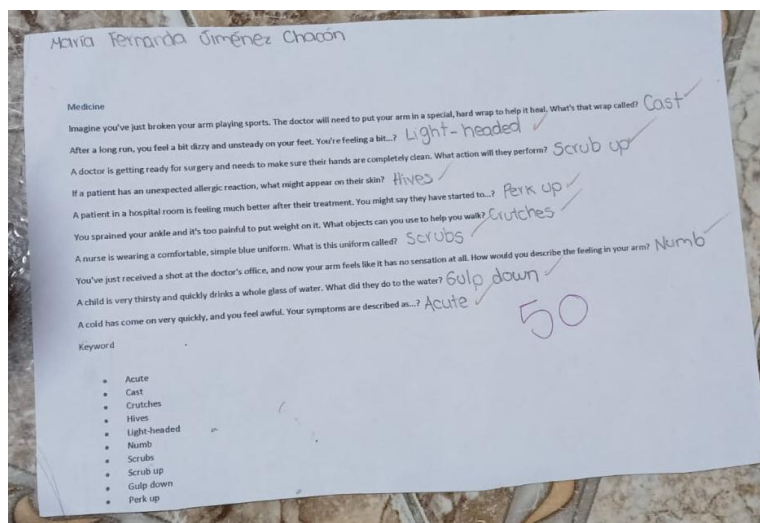 María Fernanda Jiménez Chacón
Medicine
Imagine you've just broken your arm playing sports. The doctor will need to put your arm in a special, hard wrap to help it heal. What's that wrap called? Cast
After a long run, you feel a bit dizzy and unsteady on your feet. You're feeling a bit...? Light-headed
A doctor is getting ready for surgery and needs to make sure their hands are completely clean. What action will they perform? Scrub up
If a patient has an unexpected allergic reaction, what might appear on their skin? Hives
A patient in a hospital room is feeling much better after their treatment. You might say they have started to...? Perk up
You sprained your ankle and it's too painful to put weight on it. What objects can you use to help you walk? Crutches
A nurse is wearing a comfortable, simple blue uniform. What is this uniform called? Scrubs
You've just received a shot at the doctor's office, and now your arm feels like it has no sensation at all. How would you describe the feeling in your arm? Numb
A child is very thirsty and quickly drinks a whole glass of water. What did they do to the water? Gulp down
A cold has come on very quickly, and you feel awful. Your symptoms are described as...? Acute
50
Keyword
• Acute
• Cast
• Crutches
• Hives
• Light-headed
• Numb
• Scrubs
• Scrub up
• Gulp down
• Perk up